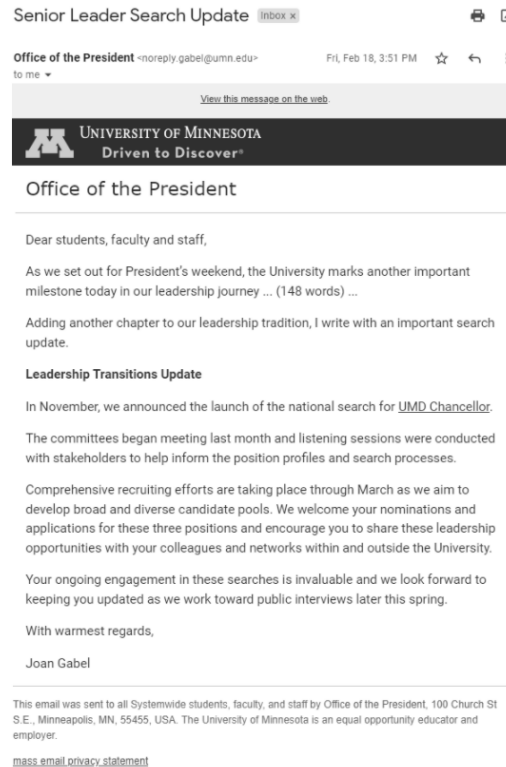 Senior Leader Search Update Inbox x
Office of the President <noreply.gabel@umn.edu> Fri, Feb 18, 3:51 PM
to me
View this message on the web.
UNIVERSITY OF MINNESOTA
Driven to Discover®
Office of the President
Dear students, faculty and staff,
As we set out for President's weekend, the University marks another important
milestone today in our leadership journey ... (148 words) ...
Adding another chapter to our leadership tradition, I write with an important search
update.
Leadership Transitions Update
In November, we announced the launch of the national search for UMD Chancellor.
The committees began meeting last month and listening sessions were conducted
with stakeholders to help inform the position profiles and search processes.
Comprehensive recruiting efforts are taking place through March as we aim to
develop broad and diverse candidate pools. We welcome your nominations and
applications for these three positions and encourage you to share these leadership
opportunities with your colleagues and networks within and outside the University.
Your ongoing engagement in these searches is invaluable and we look forward to
keeping you updated as we work toward public interviews later this spring.
With warmest regards,
Joan Gabel
This email was sent to all Systemwide students, faculty, and staff by Office of the President, 100 Church St
S.E., Minneapolis, MN, 55455, USA. The University of Minnesota is an equal opportunity educator and
employer.
mass email privacy statement